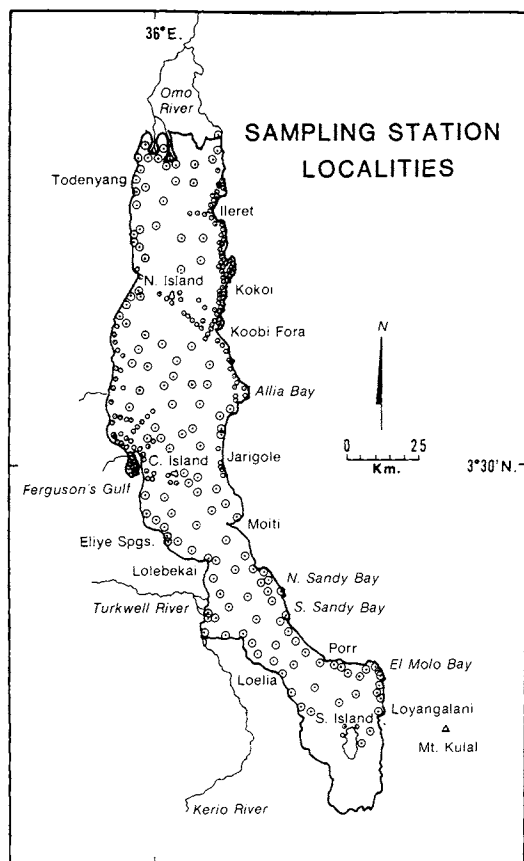 36° E.
Omo
River
SAMPLING STATION
LOCALITIES
Todenyang
Ileret
N. Island
Kokoi
Koobi Fora
N
Allia Bay
0 25
Km.
C. Island
Jarigole
3° 30' N.
Ferguson's Gulf
Moiti
Eliye Spgs.
Lolebekai
N. Sandy Bay
Turkwell River
S. Sandy Bay
Porr
El Molo Bay
Loelia
S. Island
Loyangalani
Mt. Kulal
Kerio River